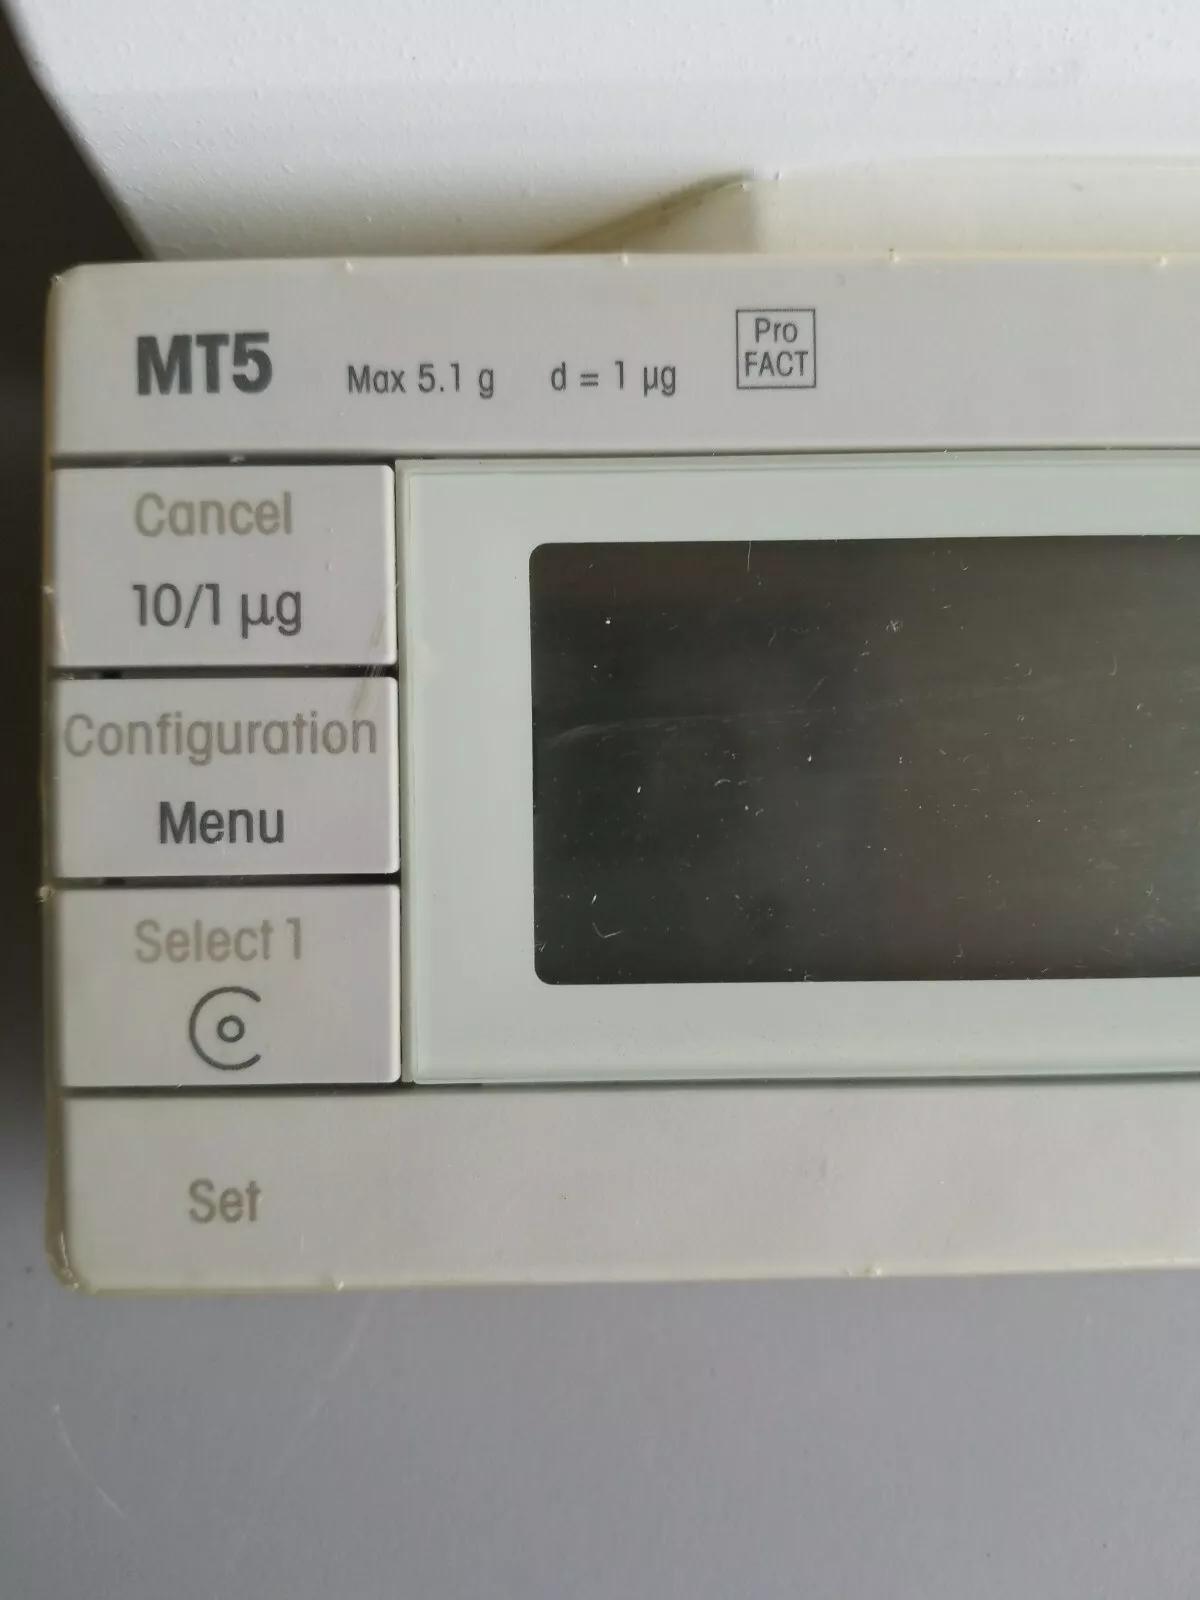 MT5 Max 5.1 g d = 1 µg
Pro
FACT
Cancel
10/1 µg
Configuration
Menu
Select 1
Set